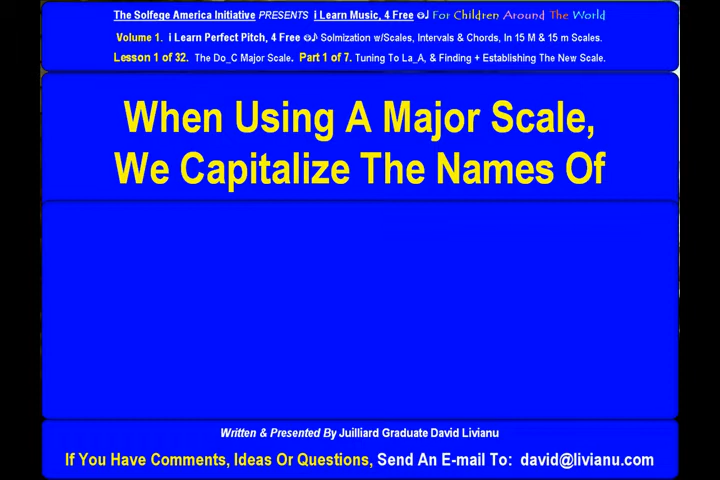 The Solfege America Initiative PRESENTS i Learn Music, 4 Free For Children Around The World
Volume 1. i Learn Perfect Pitch, 4 Free Solmization w/Scales, Intervals & Chords, In 15 M & 15 m Scales.
Lesson 1 of 32. The Do_C Major Scale. Part 1 of 7. Tuning To La_A, & Finding + Establishing The New Scale.
When Using A Major Scale,
We Capitalize The Names Of
Written & Presented By Juilliard Graduate David Livianu
If You Have Comments, Ideas Or Questions, Send An E-mail To: david@livianu.com